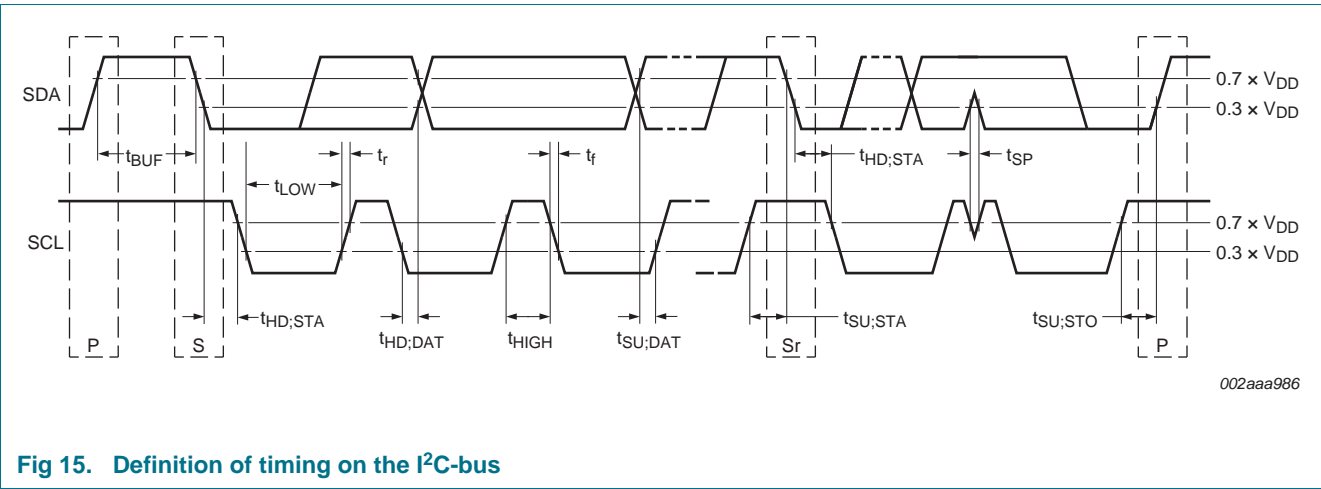 SDA
0.7 × VDD
0.3 × VDD
tBUF
tr
tf
tHD;STA
tSP
tLOW
SCL
0.7 × VDD
0.3 × VDD
tHD;STA
tHD;DAT
tHIGH
tSU;DAT
tSU;STA
tSU;STO
P
S
Sr
P
002aaa986
Fig 15. Definition of timing on the I²C-bus